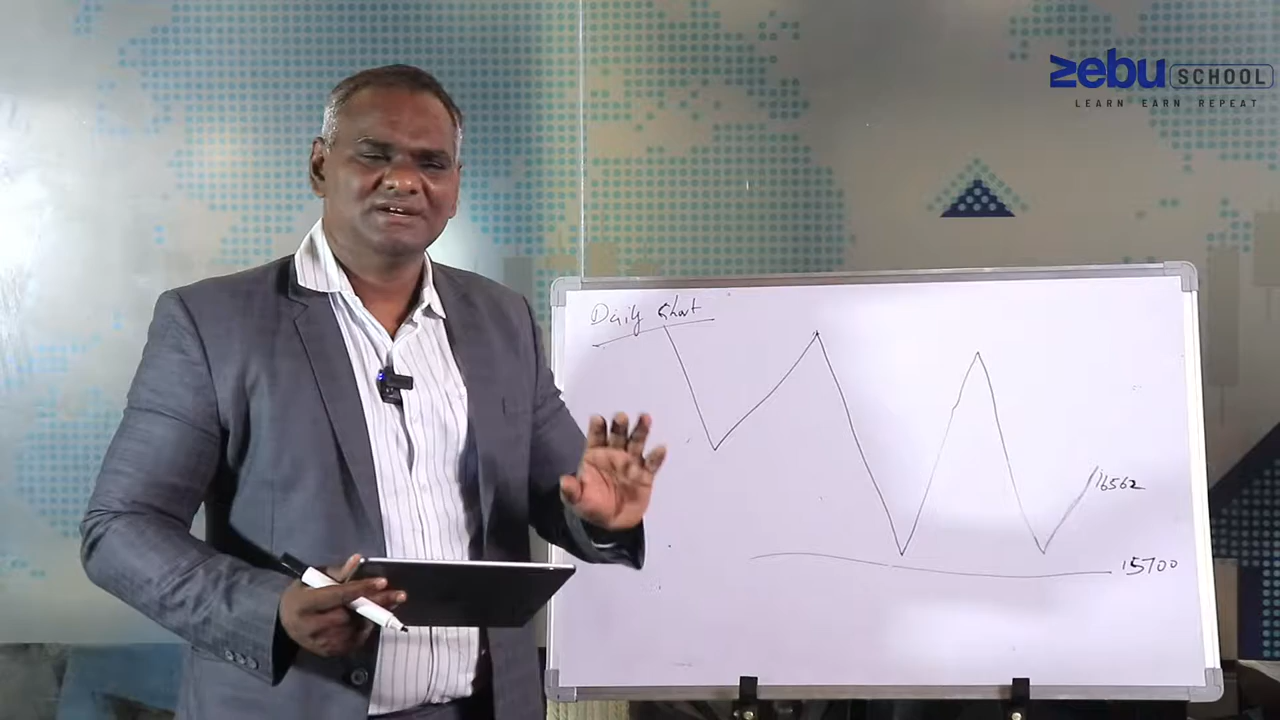 zebu SCHOOL
LEARN EARN REPEAT
Daily Chart
16562
15700